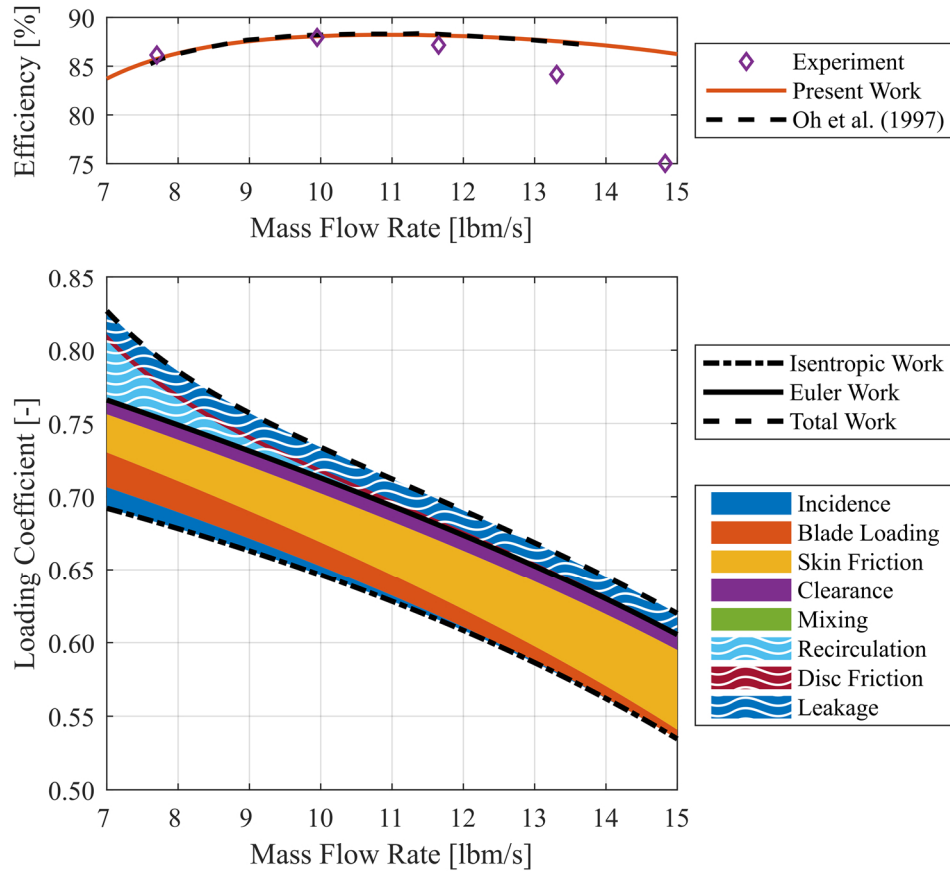 Efficiency [%]
90
85
80
75
7 8 9 10 11 12 13 14 15
Mass Flow Rate [lbm/s]
Experiment
Present Work
Oh et al. (1997)
Loading Coefficient [-]
0.85
0.80
0.75
0.70
0.65
0.60
0.55
0.50
7 8 9 10 11 12 13 14 15
Mass Flow Rate [lbm/s]
Isentropic Work
Euler Work
Total Work
Incidence
Blade Loading
Skin Friction
Clearance
Mixing
Recirculation
Disc Friction
Leakage